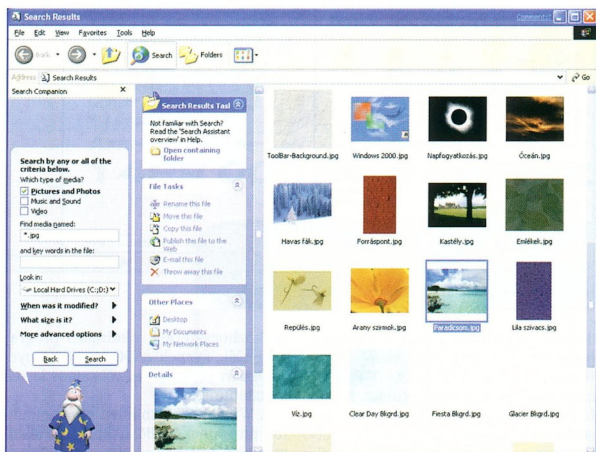 Search Results
Comments?
File Edit View Favorites Tools Help
Back Search Folders
Address Search Results Go
Search Companion
Search by any or all of the
criteria below.
Which type of media?
Pictures and Photos
Music and Sound
Video
Find media named:
*.jpg
and key words in the file:
Look in:
Local Hard Drives (C:;D:)
When was it modified?
What size is it?
More advanced options
Back Search
Search Results Tasl
Not familiar with Search?
Read the 'Search Assistant
overview' in Help.
Open containing
folder
File Tasks
Rename this file
Move this file
Copy this file
Publish this file to the
Web
E-mail this file
Throw away this file
Other Places
Desktop
My Documents
My Network Places
Details
ToolBar-Background.jpg Windows 2000.jpg Napfogyatkozás.jpg Óceán.jpg
Havas fák.jpg Forráspont.jpg Kastély.jpg Emlékek.jpg
Repülés.jpg Arany szirmok.jpg Paradicsom.jpg Lila szivacs.jpg
Víz.jpg Clear Day Bkgrd.jpg Fiesta Bkgrd.jpg Glacier Bkgrd.jpg